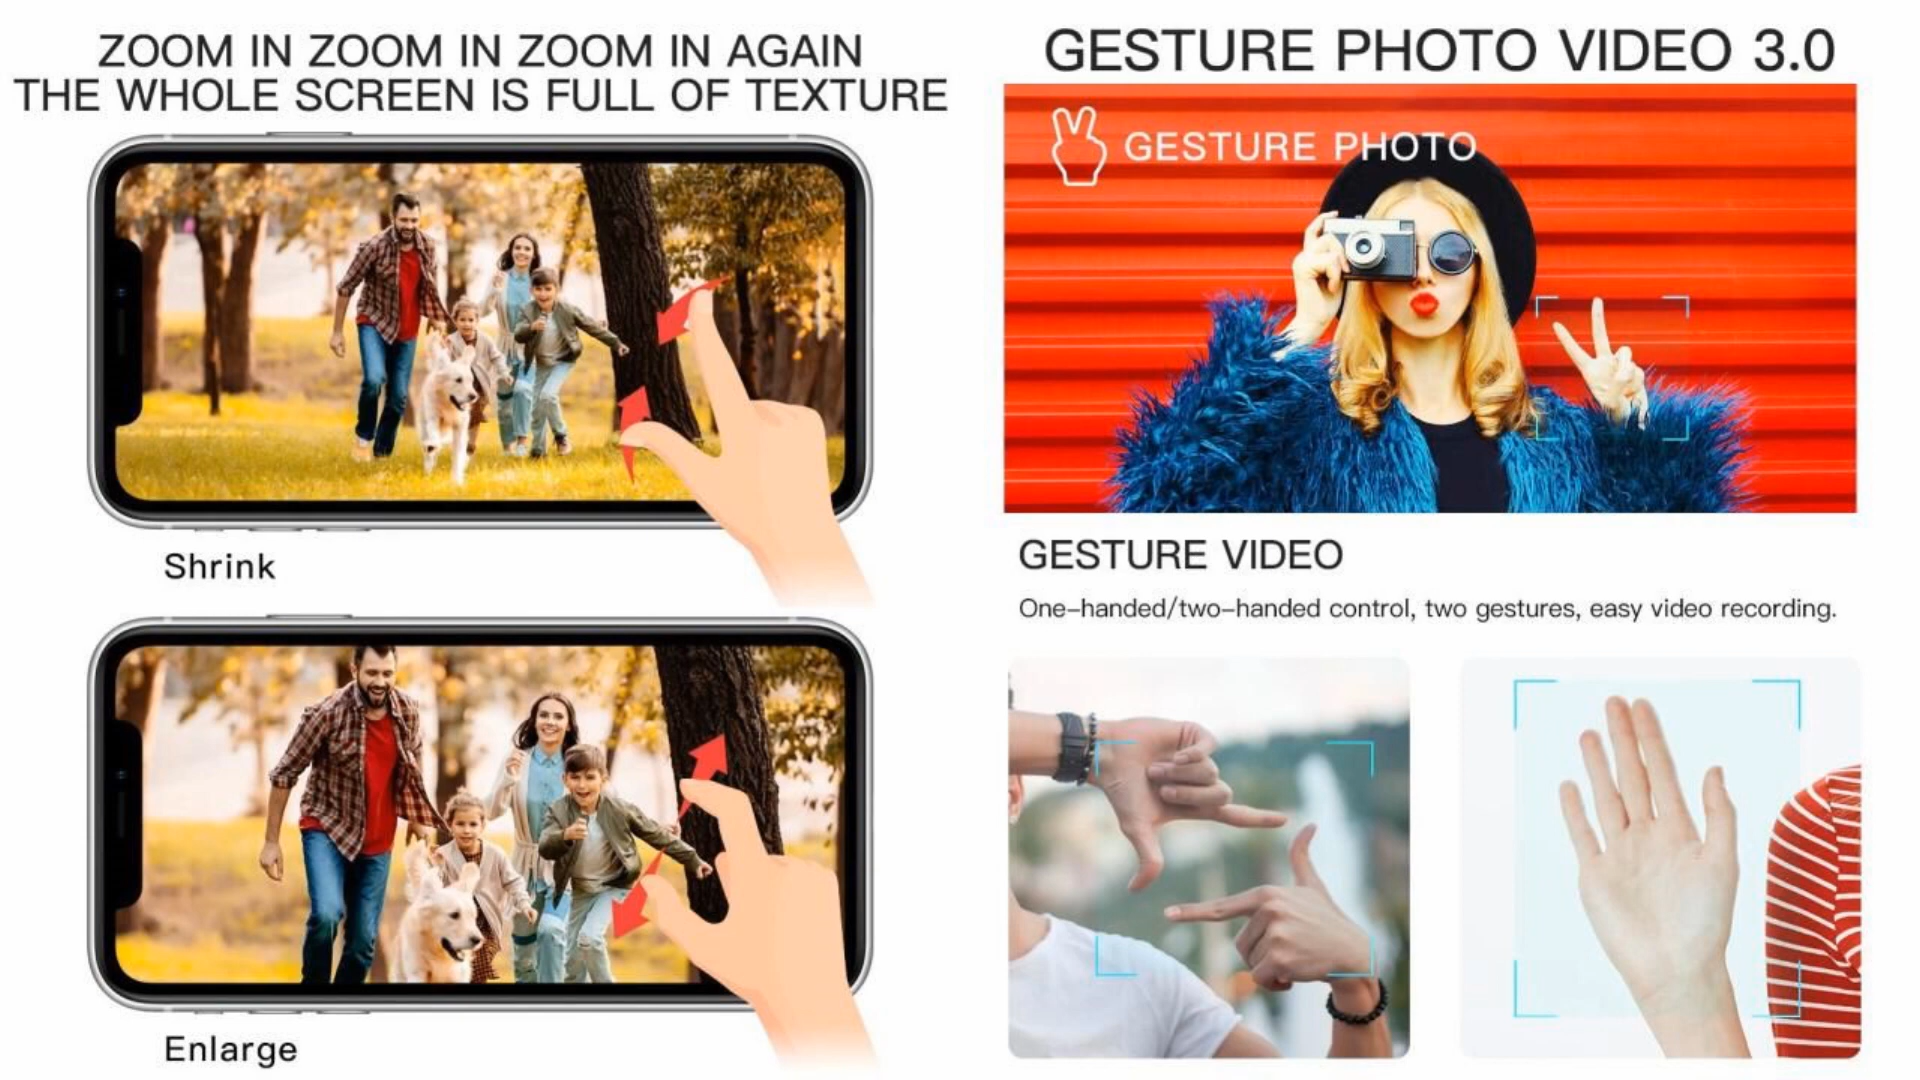 ZOOM IN ZOOM IN ZOOM IN AGAIN
THE WHOLE SCREEN IS FULL OF TEXTURE
Shrink
Enlarge
GESTURE PHOTO VIDEO 3.0
GESTURE PHOTO
GESTURE VIDEO
One-handed/two-handed control, two gestures, easy video recording.